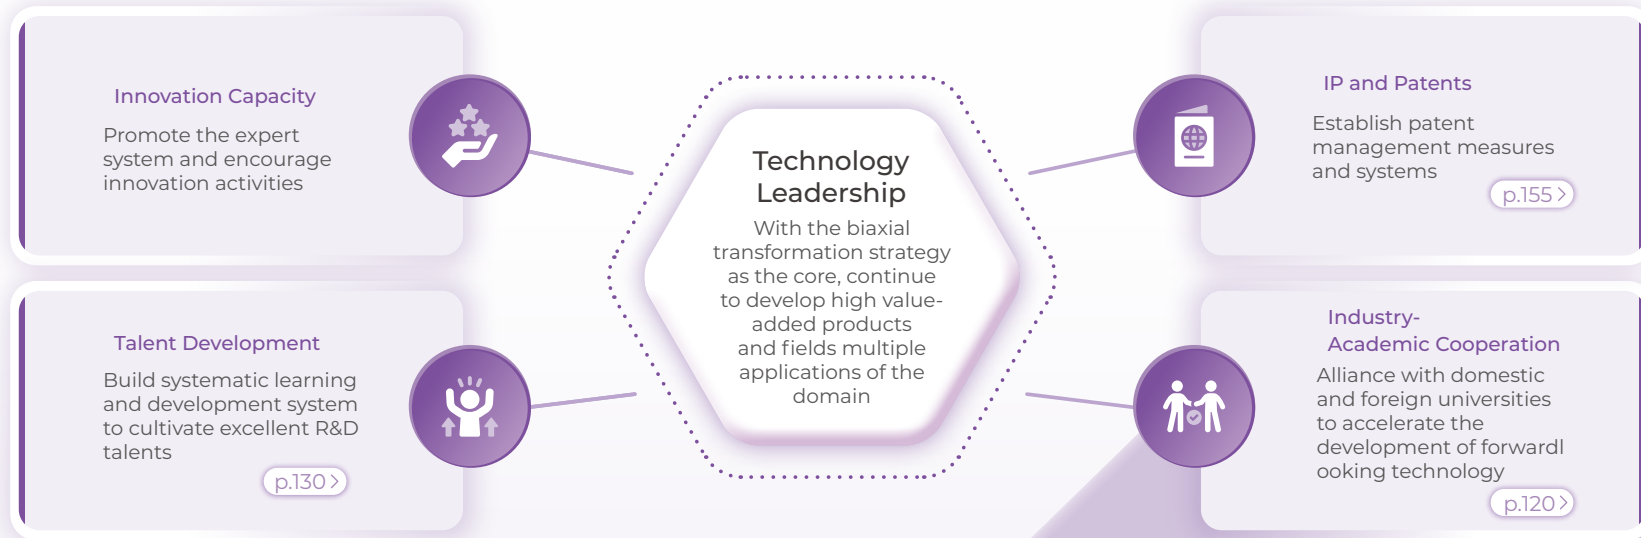 Innovation Capacity
Promote the expert
system and encourage
innovation activities
Talent Development
Build systematic learning
and development system
to cultivate excellent R&D
talents
p.130 >
Technology
Leadership
With the biaxial
transformation strategy
as the core, continue
to develop high value-
added products
and fields multiple
applications of the
domain
IP and Patents
Establish patent
management measures
and systems
p.155 >
Industry-
Academic Cooperation
Alliance with domestic
and foreign universities
to accelerate the
development of forwardl
ooking technology
p.120 >